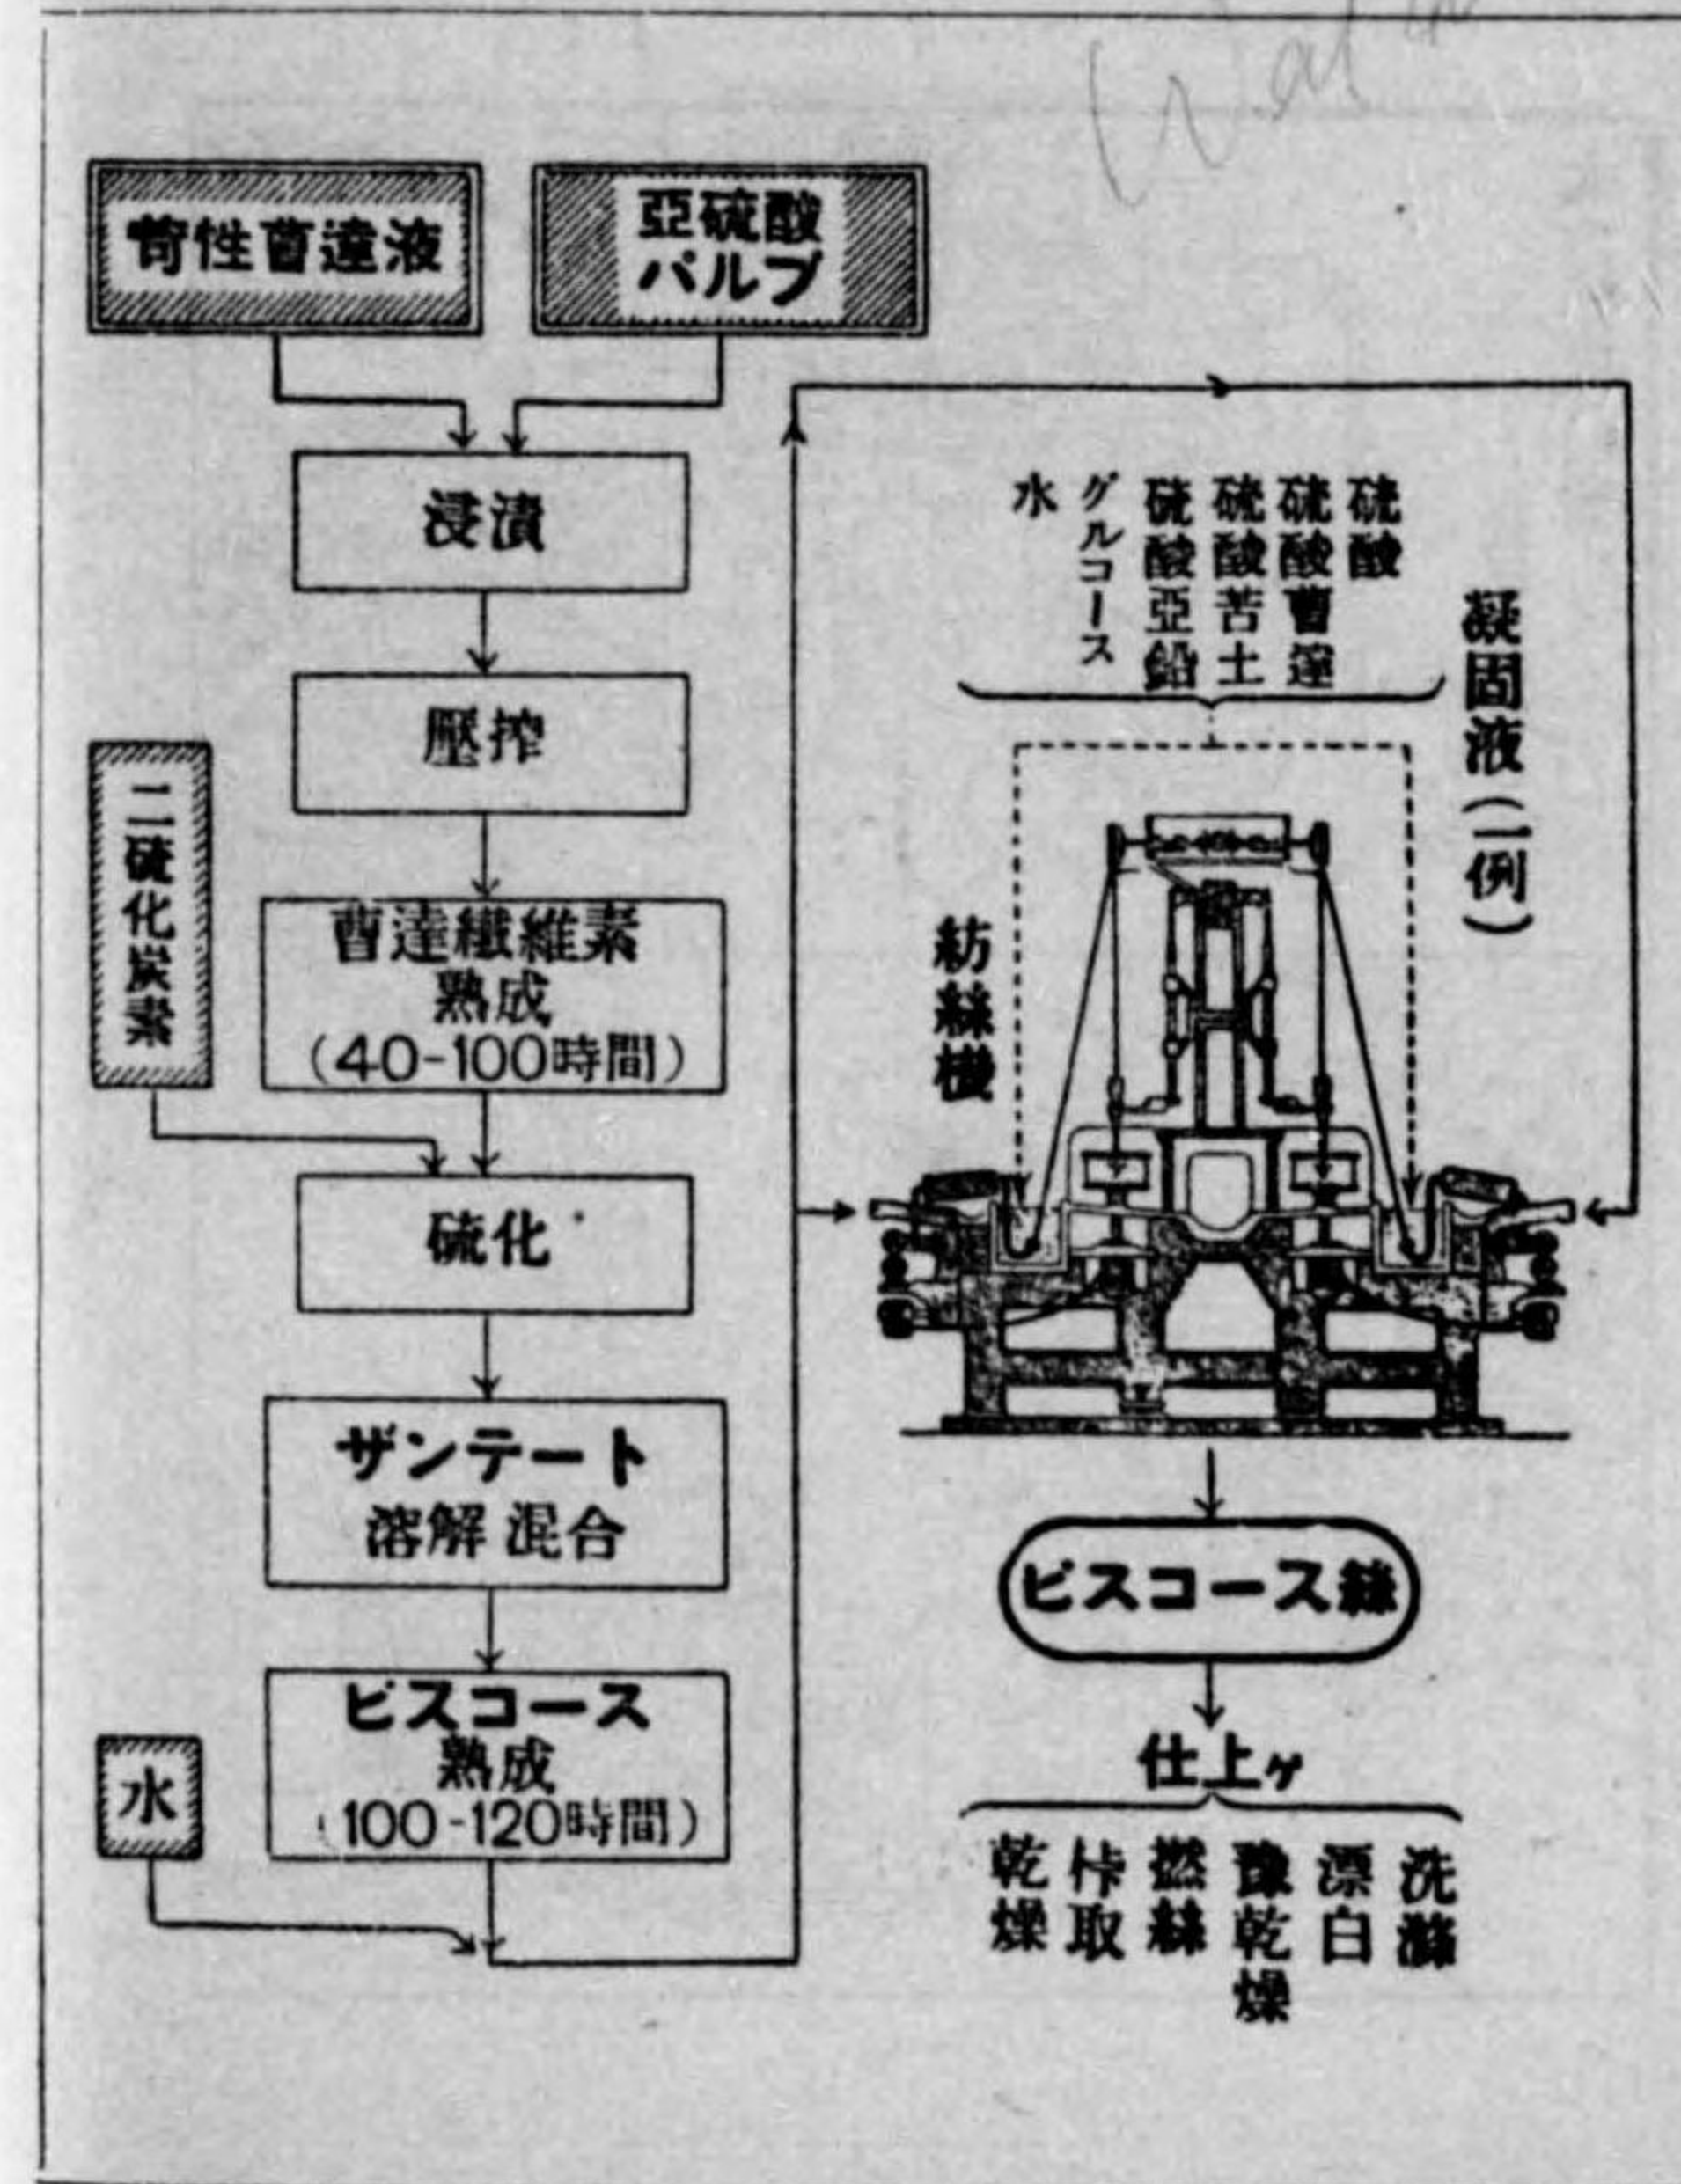 苛性曹達液
亞硫酸
パルプ
浸漬
壓搾
二硫化炭素
曹達纎維素
熟成
(40-100時間)
硫化
ザンテート
溶解 混合
ビスコース
熟成
(100-120時間)
水
凝固液(一例)
硫酸
硫酸曹達
硫酸苦土
硫酸亞鉛
グルコース
水
紡絲機
ビスコース絲
仕上ゲ
洗滌
漂白
豫乾燥
撚絲
桛取
乾燥